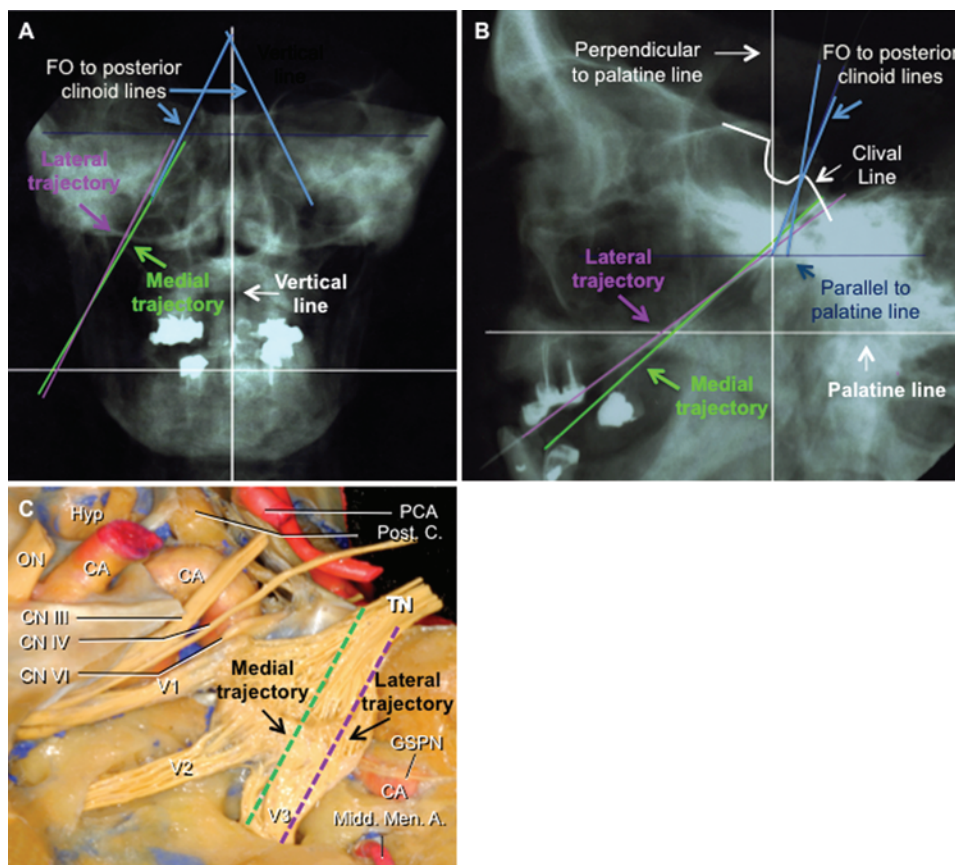 A
Vertical
line
FO to posterior
clinoid lines
Lateral
trajectory
Medial
trajectory
Vertical
line
B
Perpendicular
to palatine line
FO to posterior
clinoid lines
Clival
Line
Lateral
trajectory
Parallel to
palatine line
Medial
trajectory
Palatine line
C
Hyp
PCA
Post. C.
ON
CA
CA
CN III
TN
CN IV
CN VI
V1
Medial
trajectory
Lateral
trajectory
GSPN
V2
CA
V3
Midd. Men. A.